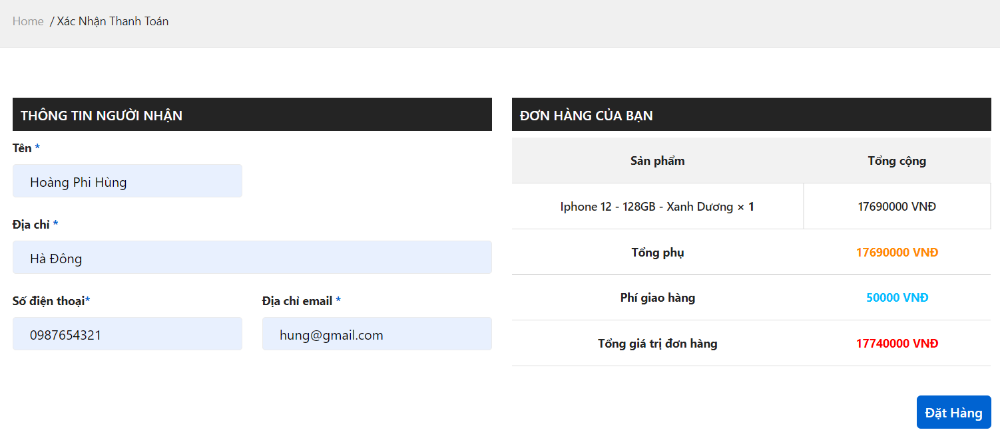 Home / Xác Nhận Thanh Toán
THÔNG TIN NGƯỜI NHẬN
Tên *
Hoàng Phi Hùng
Địa chỉ *
Hà Đông
Số điện thoại*
0987654321
Địa chỉ email *
hung@gmail.com
ĐƠN HÀNG CỦA BẠN
Sản phẩm Tổng cộng
Iphone 12 - 128GB - Xanh Dương × 1 17690000 VNĐ
Tổng phụ 17690000 VNĐ
Phí giao hàng 50000 VNĐ
Tổng giá trị đơn hàng 17740000 VNĐ
Đặt Hàng